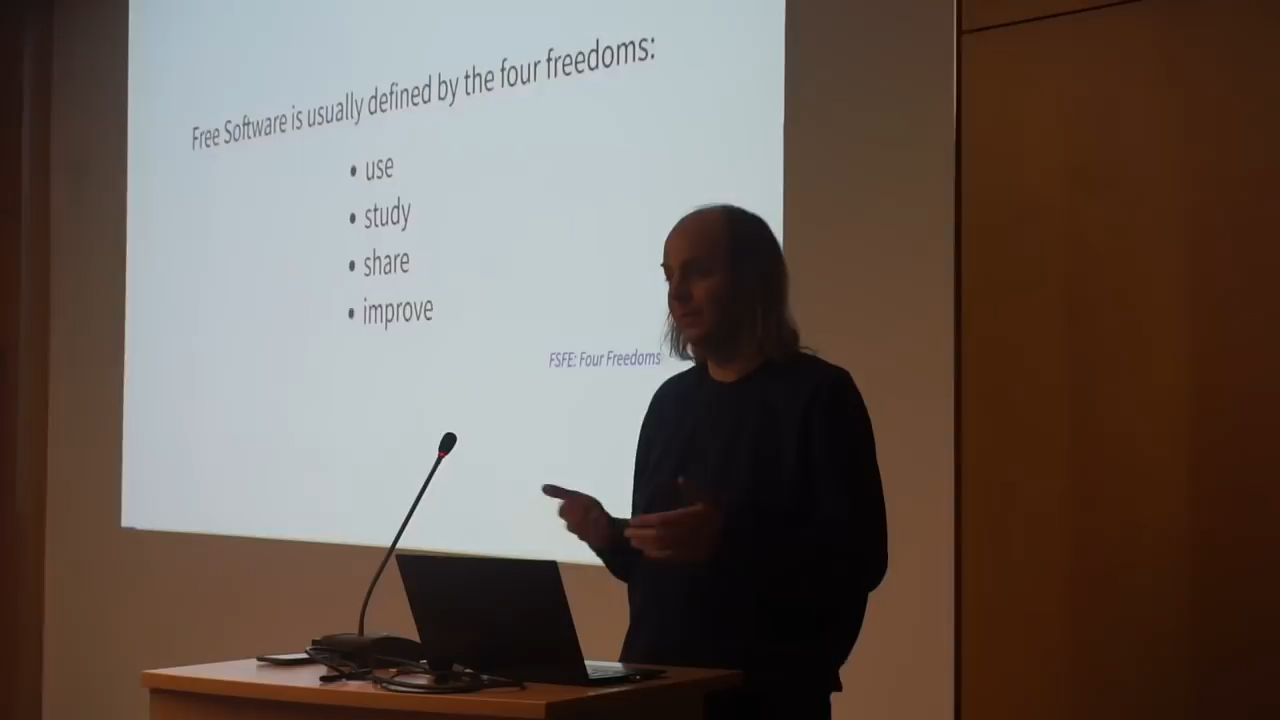 Free Software is usually defined by the four freedoms:
• use
• study
• share
• improve
FSFE: Four Freedoms